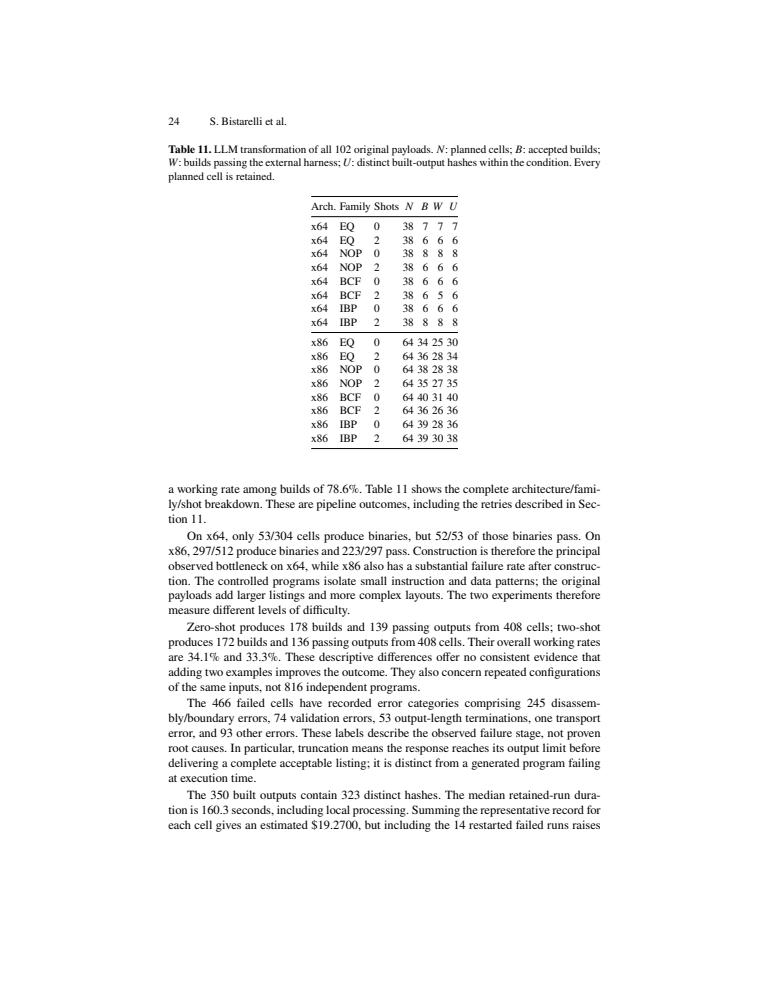 24 S. Bistarelli et al.
Table 11. LLM transformation of all 102 original payloads. N: planned cells; B: accepted builds;
W: builds passing the external harness; U: distinct built-output hashes within the condition. Every
planned cell is retained.
Arch. Family Shots N B W U
x64 EQ 0 38 7 7 7
x64 EQ 2 38 6 6 6
x64 NOP 0 38 8 8 8
x64 NOP 2 38 6 6 6
x64 BCF 0 38 6 6 6
x64 BCF 2 38 6 5 6
x64 IBP 0 38 6 6 6
x64 IBP 2 38 8 8 8
x86 EQ 0 64 34 25 30
x86 EQ 2 64 36 28 34
x86 NOP 0 64 38 28 38
x86 NOP 2 64 35 27 35
x86 BCF 0 64 40 31 40
x86 BCF 2 64 36 26 36
x86 IBP 0 64 39 28 36
x86 IBP 2 64 39 30 38
a working rate among builds of 78.6%. Table 11 shows the complete architecture/fami-
ly/shot breakdown. These are pipeline outcomes, including the retries described in Sec-
tion 11.
On x64, only 53/304 cells produce binaries, but 52/53 of those binaries pass. On
x86, 297/512 produce binaries and 223/297 pass. Construction is therefore the principal
observed bottleneck on x64, while x86 also has a substantial failure rate after construc-
tion. The controlled programs isolate small instruction and data patterns; the original
payloads add larger listings and more complex layouts. The two experiments therefore
measure different levels of difficulty.
Zero-shot produces 178 builds and 139 passing outputs from 408 cells; two-shot
produces 172 builds and 136 passing outputs from 408 cells. Their overall working rates
are 34.1% and 33.3%. These descriptive differences offer no consistent evidence that
adding two examples improves the outcome. They also concern repeated configurations
of the same inputs, not 816 independent programs.
The 466 failed cells have recorded error categories comprising 245 disassem-
bly/boundary errors, 74 validation errors, 53 output-length terminations, one transport
error, and 93 other errors. These labels describe the observed failure stage, not proven
root causes. In particular, truncation means the response reaches its output limit before
delivering a complete acceptable listing; it is distinct from a generated program failing
at execution time.
The 350 built outputs contain 323 distinct hashes. The median retained-run dura-
tion is 160.3 seconds, including local processing. Summing the representative record for
each cell gives an estimated $19.2700, but including the 14 restarted failed runs raises